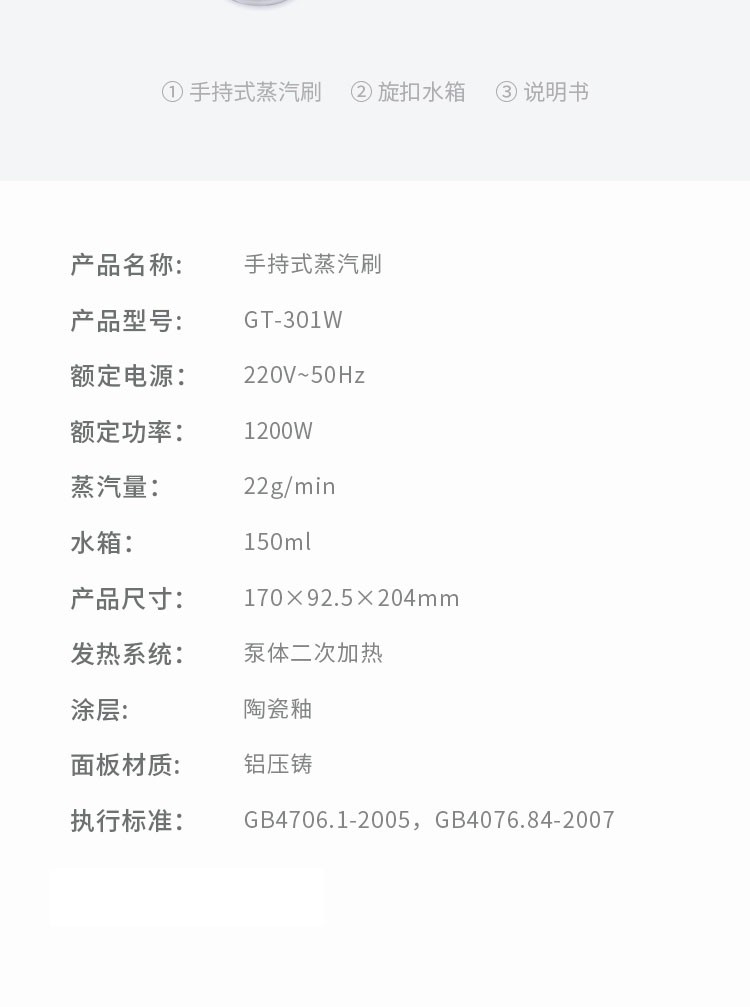 ① 手持式蒸汽刷 ② 旋扣水箱 ③ 说明书
产品名称: 手持式蒸汽刷
产品型号: GT-301W
额定电源： 220V~50Hz
额定功率： 1200W
蒸汽量： 22g/min
水箱： 150ml
产品尺寸： 170×92.5×204mm
发热系统： 泵体二次加热
涂层: 陶瓷釉
面板材质: 铝压铸
执行标准： GB4706.1-2005，GB4076.84-2007